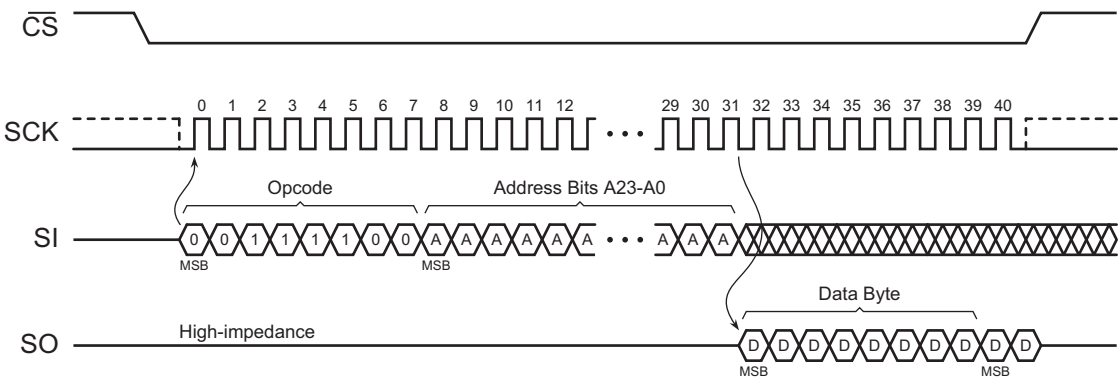 CS
0 1 2 3 4 5 6 7 8 9 10 11 12 29 30 31 32 33 34 35 36 37 38 39 40
SCK
Opcode Address Bits A23-A0
SI 0 0 1 1 1 1 0 0 A A A A A A • • • A A A
MSB MSB
Data Byte
High-impedance
SO D D D D D D D D D D
MSB MSB